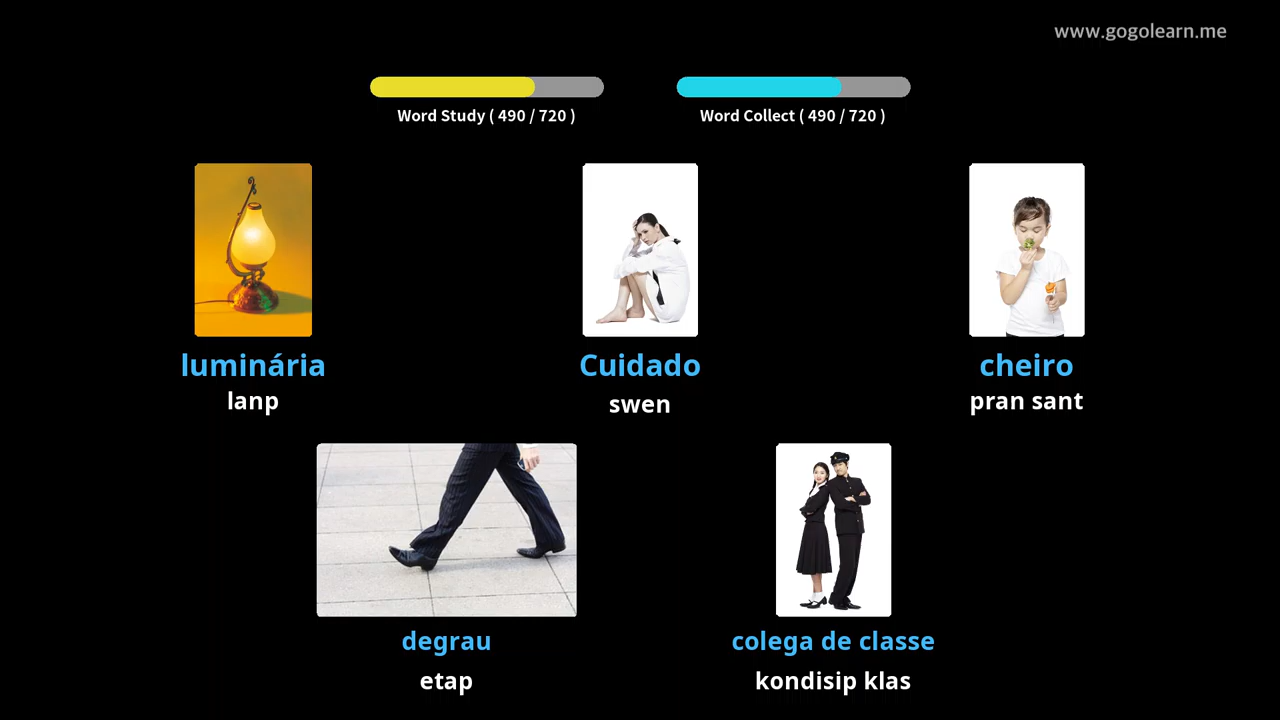 www.gogolearn.me
Word Study ( 490 / 720 )
Word Collect ( 490 / 720 )
luminária
lanp
Cuidado
swen
cheiro
pran sant
degrau
etap
colega de classe
kondisip klas